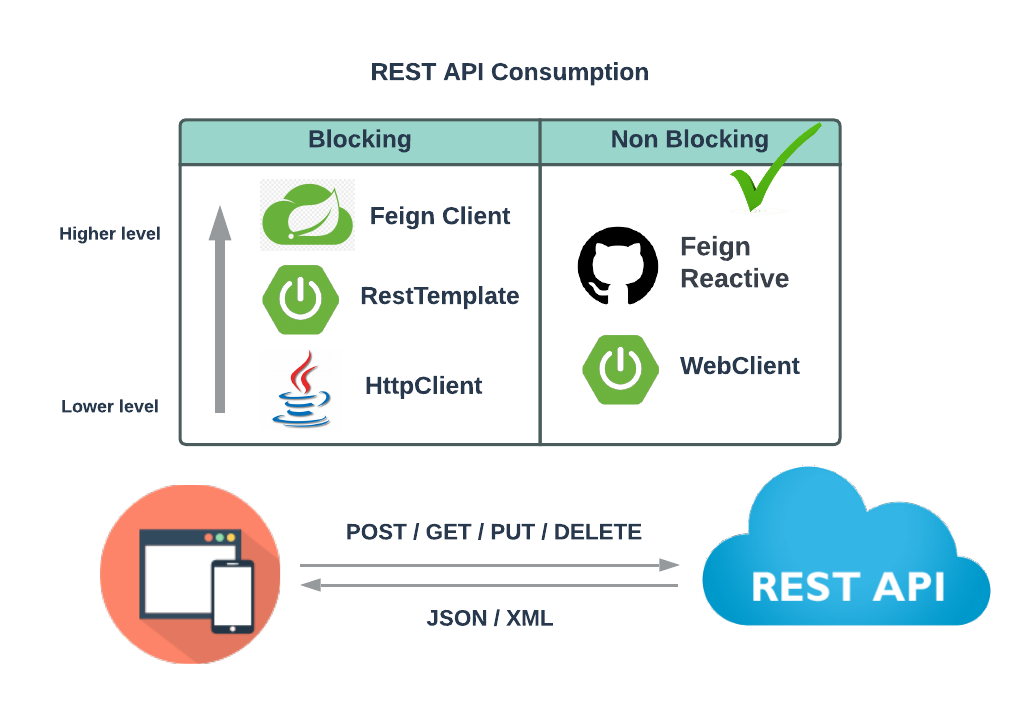 REST API Consumption
Blocking
Non Blocking
Higher level
Feign Client
Feign
Reactive
RestTemplate
WebClient
HttpClient
Lower level
POST / GET / PUT / DELETE
REST API
JSON / XML